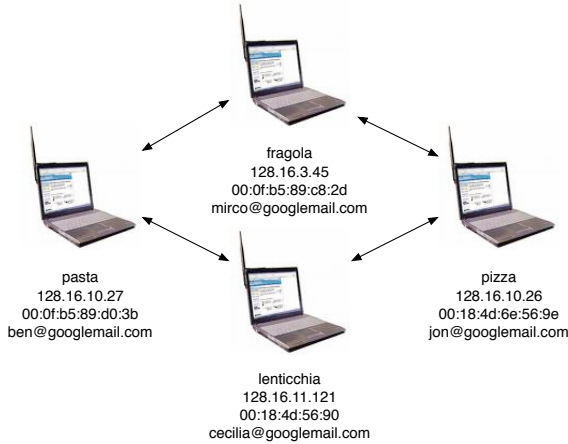 fragola
128.16.3.45
00:0f:b5:89:c8:2d
mirco@googlemail.com
pasta
128.16.10.27
00:0f:b5:89:d0:3b
ben@googlemail.com
pizza
128.16.10.26
00:18:4d:6e:56:9e
jon@googlemail.com
lenticchia
128.16.11.121
00:18:4d:56:90
cecilia@googlemail.com